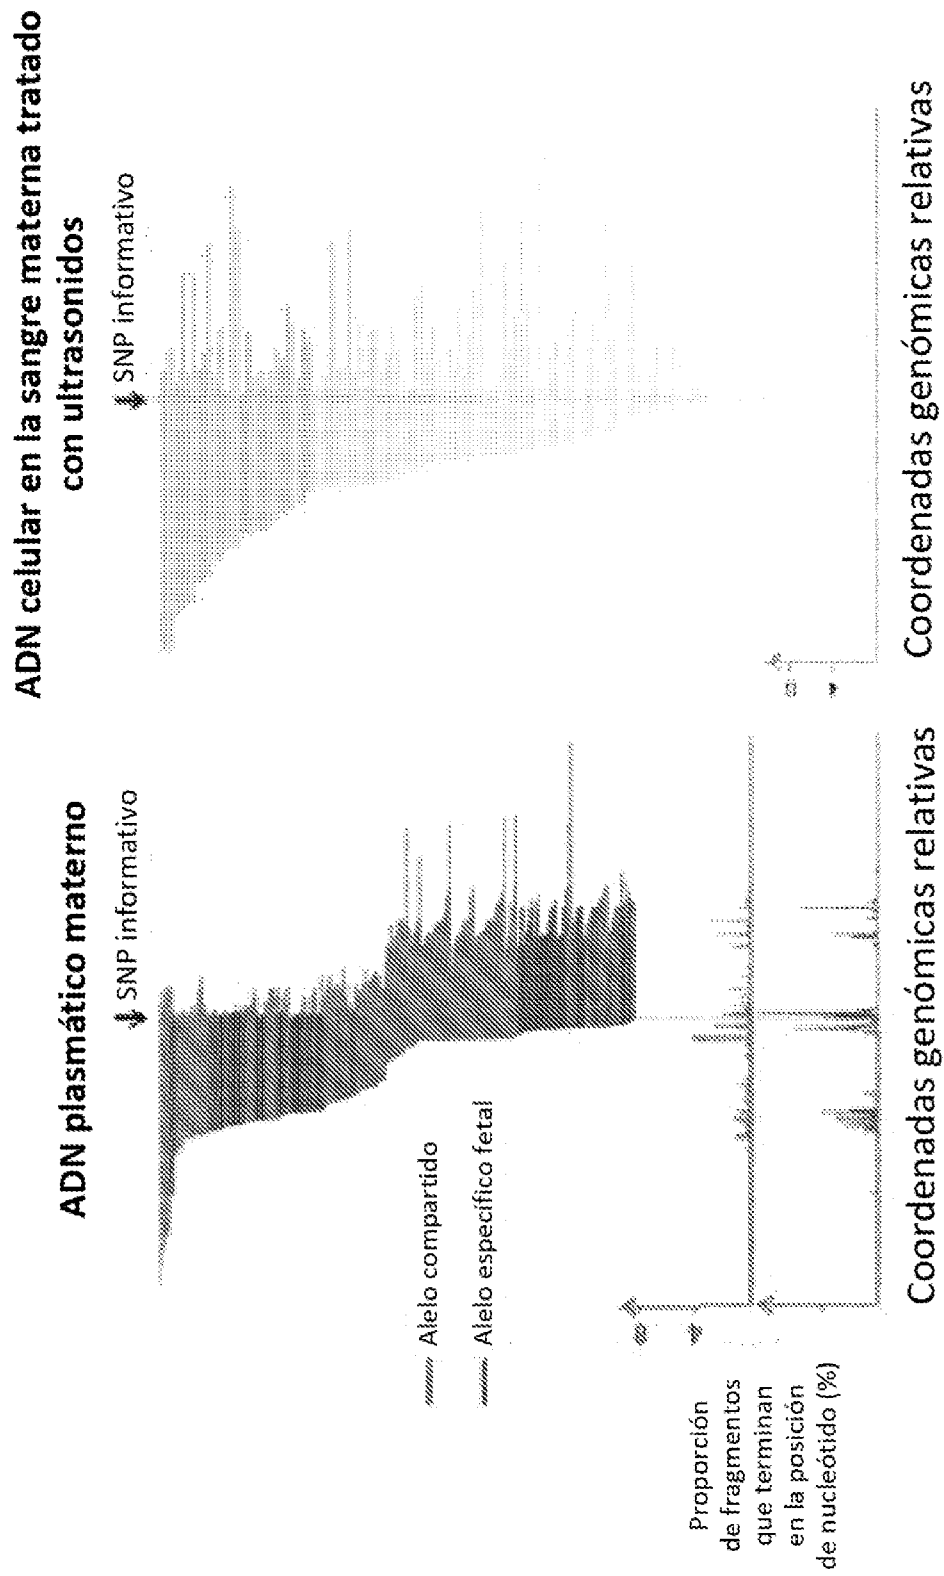 ADN plasmático materno
SNP informativo
Alelo compartido
Alelo específico fetal
Proporción
de fragmentos
que terminan
en la posición
de nucleótido (%)
Coordenadas genómicas relativas
ADN celular en la sangre materna tratado
con ultrasonidos
SNP informativo
Coordenadas genómicas relativas